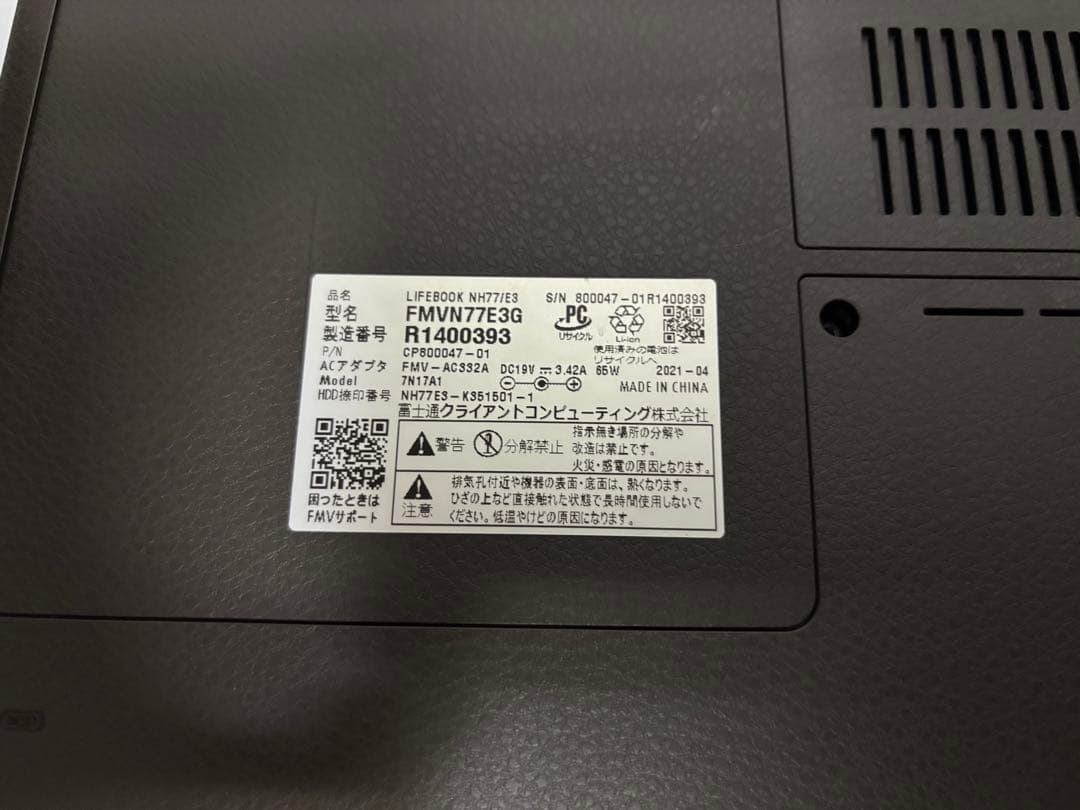 品名 LIFEBOOK NH77/E3 S/N 800047-01R1400393
型名 FMVN77E3G
製造番号 R1400393
PC
リサイクル
Li-ion
P/N CP800047-01
使用済みの電池は
リサイクルへ
ACアダプタ FMV-AC332A DC19V 3.42A 65W 2021-04
Model 7N17A1
MADE IN CHINA
HDD捺印番号 NH77E3-K351501-1
富士通クライアントコンピューティング株式会社
警告 分解禁止
指示無き場所の分解や
改造は禁止です。
火災・感電の原因となります。
注意
排気孔付近や機器の表面・底面は、熱くなります。
ひざの上など直接触れた状態で長時間使用しないで
ください。低温やけどの原因になります。
困ったときは
FMVサポート